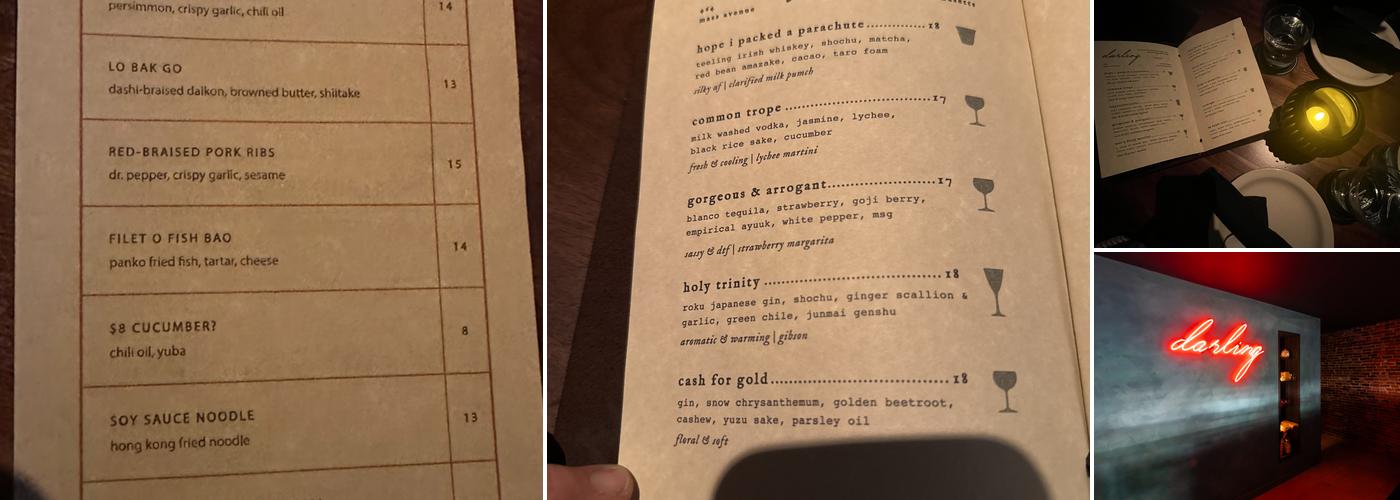 persimmon, crispy garlic, chili oil
14
LO BAK GO
dashi-braised daikon, browned butter, shiitake
13
RED-BRAISED PORK RIBS
dr. pepper, crispy garlic, sesame
15
FILET O FISH BAO
panko fried fish, tartar, cheese
14
$8 CUCUMBER?
chili oil, yuba
8
SOY SAUCE NOODLE
hong kong fried noodle
13
464
mass avenue
hope i packed a parachute..............18
teeling irish whiskey, shochu, matcha,
red bean amazake, cacao, taro foam
silky af | clarified milk punch
common trope ..................................17
milk washed vodka, jasmine, lychee,
black rice sake, cucumber
fresh & cooling | lychee martini
gorgeous & arrogant.........................17
blanco tequila, strawberry, goji berry,
empirical ayuuk, white pepper, msg
sassy & dtf | strawberry margarita
holy trinity .........................................18
roku japanese gin, shochu, ginger scallion &
garlic, green chile, junmai genshu
aromatic & warming | gibson
cash for gold.........................................18
gin, snow chrysanthemum, golden beetroot,
cashew, yuzu sake, parsley oil
floral & soft
darling
darling